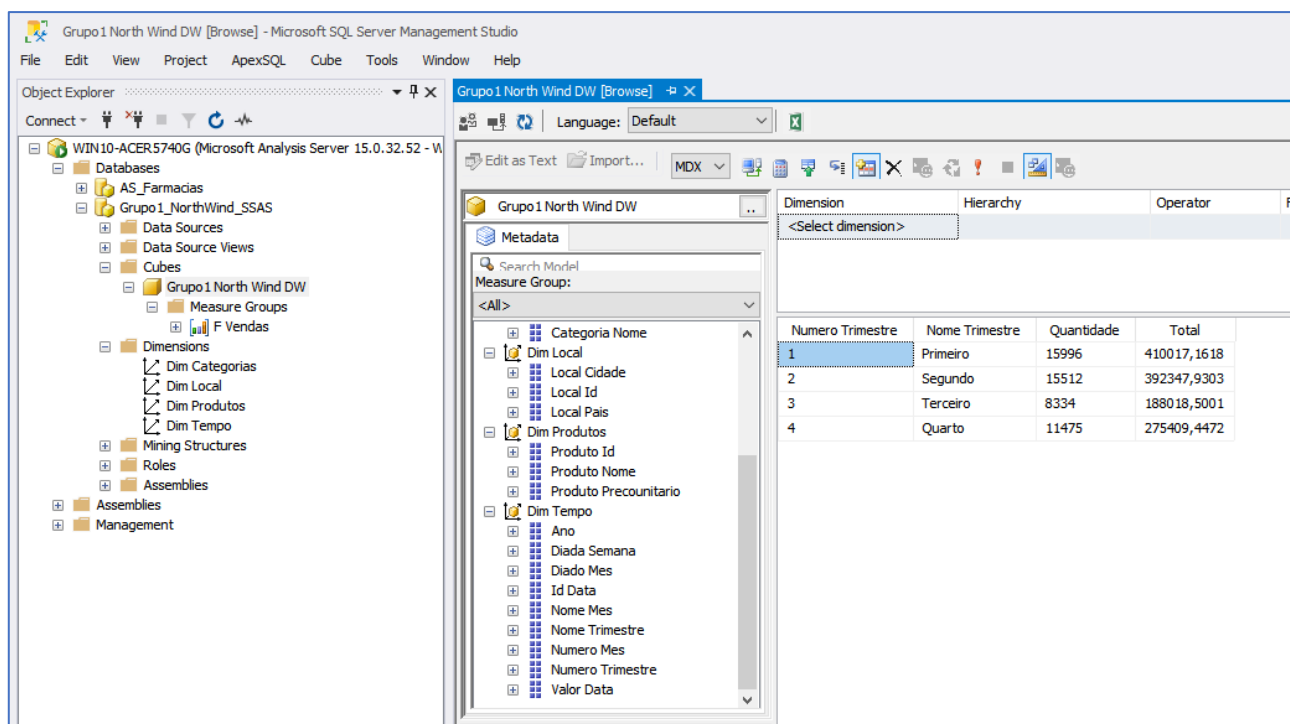 Grupo1 North Wind DW [Browse] - Microsoft SQL Server Management Studio
File Edit View Project ApexSQL Cube Tools Window Help
Object Explorer
Connect
WIN10-ACER5740G (Microsoft Analysis Server 15.0.32.52 - W
Databases
AS_Farmacias
Grupo1_NorthWind_SSAS
Data Sources
Data Source Views
Cubes
Grupo1 North Wind DW
Measure Groups
F Vendas
Dimensions
Dim Categorias
Dim Local
Dim Produtos
Dim Tempo
Mining Structures
Roles
Assemblies
Assemblies
Management
Grupo1 North Wind DW [Browse]
Language: Default
Edit as Text Import... MDX
Grupo1 North Wind DW ..
Metadata
Search Model
Measure Group:
<All>
Categoria Nome
Dim Local
Local Cidade
Local Id
Local Pais
Dim Produtos
Produto Id
Produto Nome
Produto Precounitario
Dim Tempo
Ano
Diada Semana
Diado Mes
Id Data
Nome Mes
Nome Trimestre
Numero Mes
Numero Trimestre
Valor Data
Dimension Hierarchy Operator F
<Select dimension>
Numero Trimestre Nome Trimestre Quantidade Total
1 Primeiro 15996 410017,1618
2 Segundo 15512 392347,9303
3 Terceiro 8334 188018,5001
4 Quarto 11475 275409,4472